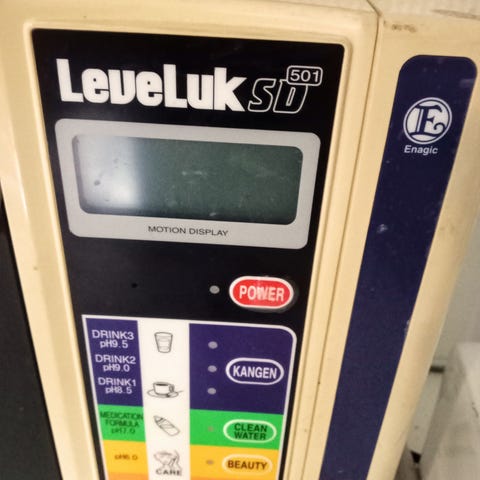 LeveLuk SD 501
E
Enagic
MOTION DISPLAY
POWER
DRINK3
pH9.5
DRINK2
pH9.0
DRINK1
pH8.5
KANGEN
MEDICATION
FORMULA
pH7.0
CLEAN
WATER
pH6.0
CARE
BEAUTY